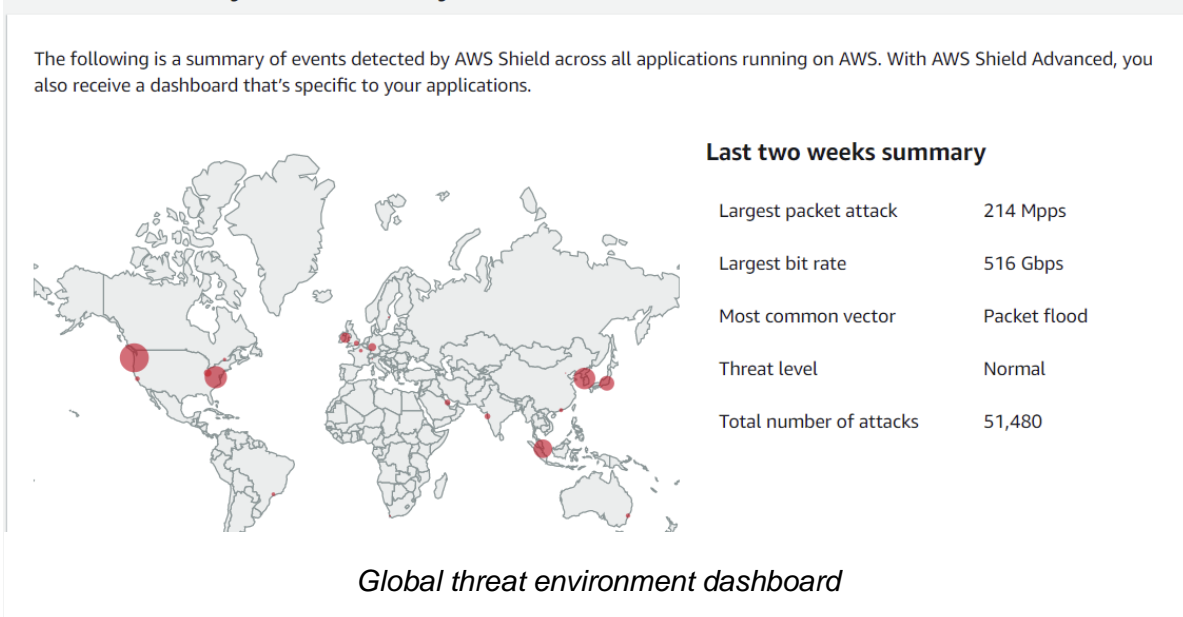 The following is a summary of events detected by AWS Shield across all applications running on AWS. With AWS Shield Advanced, you
also receive a dashboard that's specific to your applications.
Last two weeks summary
Largest packet attack 214 Mpps
Largest bit rate 516 Gbps
Most common vector Packet flood
Threat level Normal
Total number of attacks 51,480
Global threat environment dashboard